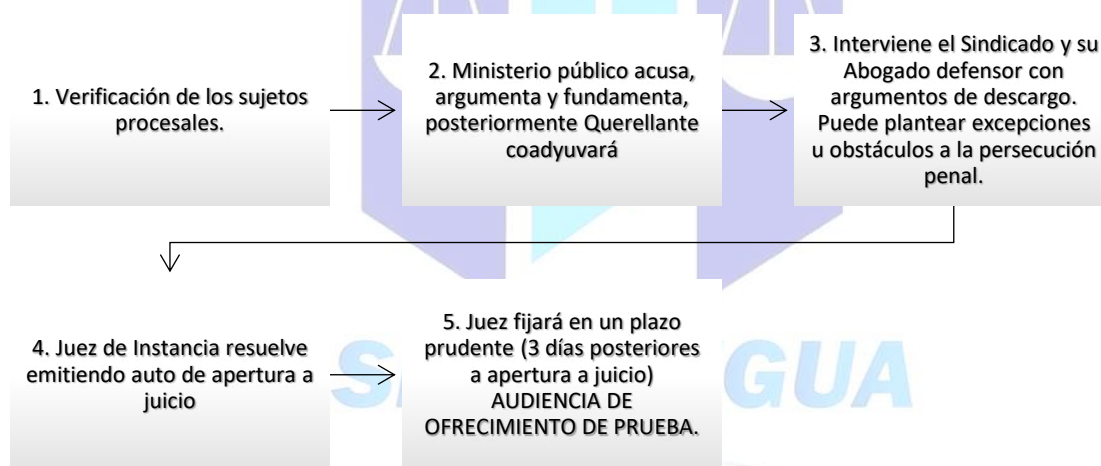 1. Verificación de los sujetos
procesales.
2. Ministerio público acusa,
argumenta y fundamenta,
posteriormente Querellante
coadyuvará
3. Interviene el Sindicado y su
Abogado defensor con
argumentos de descargo.
Puede plantear excepciones
u obstáculos a la persecución
penal.
4. Juez de Instancia resuelve
emitiendo auto de apertura a
juicio
5. Juez fijará en un plazo
prudente (3 días posteriores
a apertura a juicio)
AUDIENCIA DE
OFRECIMIENTO DE PRUEBA.
GUA